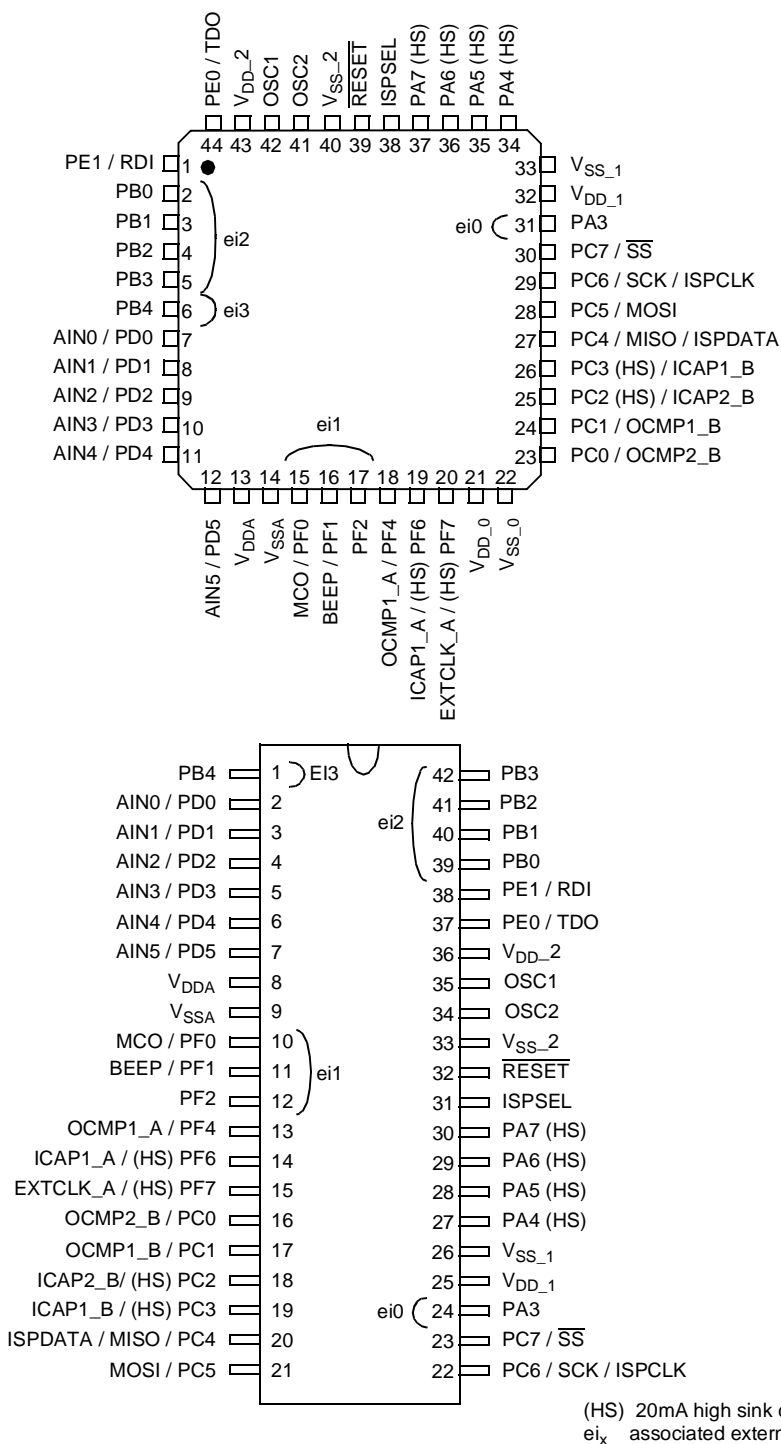 PE0 / TDO
VDD_2
OSC1
OSC2
VSS_2
RESET
ISPSEL
PA7 (HS)
PA6 (HS)
PA5 (HS)
PA4 (HS)
44 43 42 41 40 39 38 37 36 35 34
PE1 / RDI 1
PB0 2
PB1 3
PB2 4
PB3 5
ei2
PB4 6 ei3
AIN0 / PD0 7
AIN1 / PD1 8
AIN2 / PD2 9
AIN3 / PD3 10
AIN4 / PD4 11
33 VSS_1
32 VDD_1
ei0 31 PA3
30 PC7 / SS
29 PC6 / SCK / ISPCLK
28 PC5 / MOSI
27 PC4 / MISO / ISPDATA
26 PC3 (HS) / ICAP1_B
25 PC2 (HS) / ICAP2_B
24 PC1 / OCMP1_B
23 PC0 / OCMP2_B
ei1
12 13 14 15 16 17 18 19 20 21 22
AIN5 / PD5
VDDA
VSSA
MCO / PF0
BEEP / PF1
PF2
OCMP1_A / PF4
ICAP1_A / (HS) PF6
EXTCLK_A / (HS) PF7
VDD_0
VSS_0
PB4 1 EI3
AIN0 / PD0 2
AIN1 / PD1 3
AIN2 / PD2 4
AIN3 / PD3 5
AIN4 / PD4 6
AIN5 / PD5 7
VDDA 8
VSSA 9
MCO / PF0 10
BEEP / PF1 11 ei1
PF2 12
OCMP1_A / PF4 13
ICAP1_A / (HS) PF6 14
EXTCLK_A / (HS) PF7 15
OCMP2_B / PC0 16
OCMP1_B / PC1 17
ICAP2_B/ (HS) PC2 18
ICAP1_B / (HS) PC3 19
ISPDATA / MISO / PC4 20
MOSI / PC5 21
42 PB3
41 PB2
ei2
40 PB1
39 PB0
38 PE1 / RDI
37 PE0 / TDO
36 VDD_2
35 OSC1
34 OSC2
33 VSS_2
32 RESET
31 ISPSEL
30 PA7 (HS)
29 PA6 (HS)
28 PA5 (HS)
27 PA4 (HS)
26 VSS_1
25 VDD_1
ei0 24 PA3
23 PC7 / SS
22 PC6 / SCK / ISPCLK
(HS) 20mA high sink
eix associated